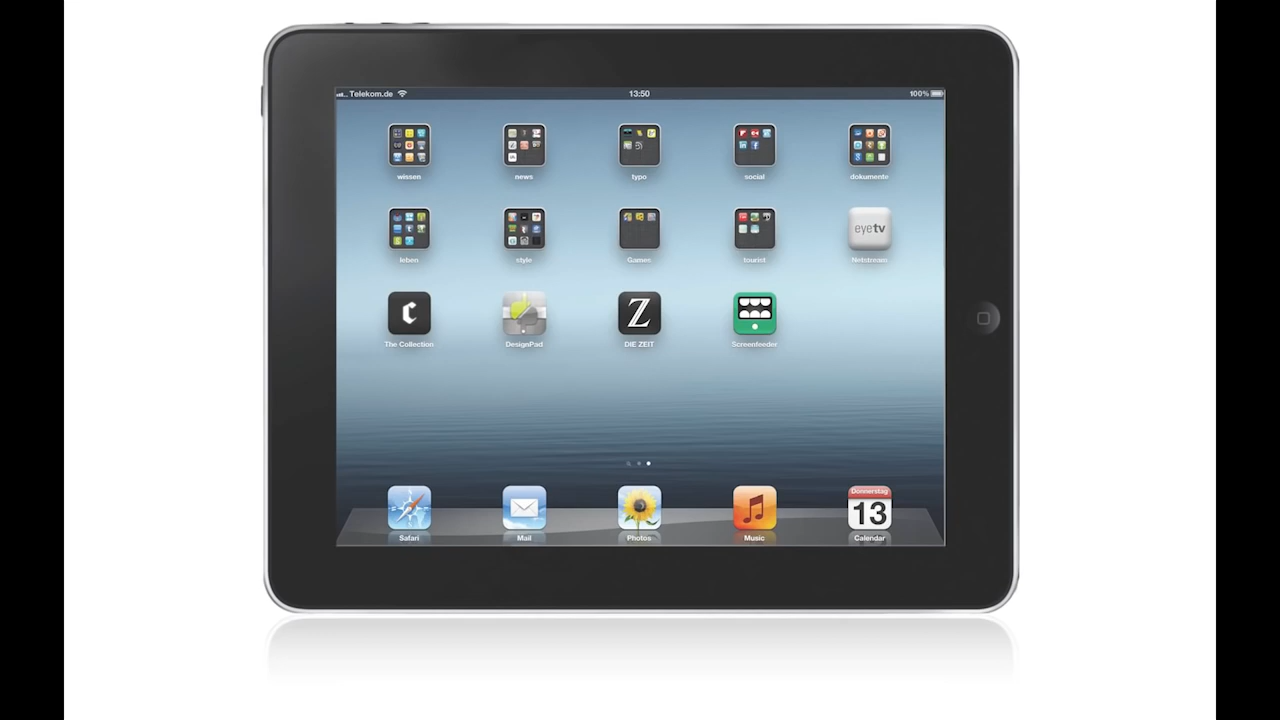 Telekom.de 13:50 100%
wissen news typo social dokumente
eyetv
leben style Games tourist Netstream
C Z
The Collection DesignPad DIE ZEIT Screenfeeder
Donnerstag
13
Safari Mail Photos Music Calendar